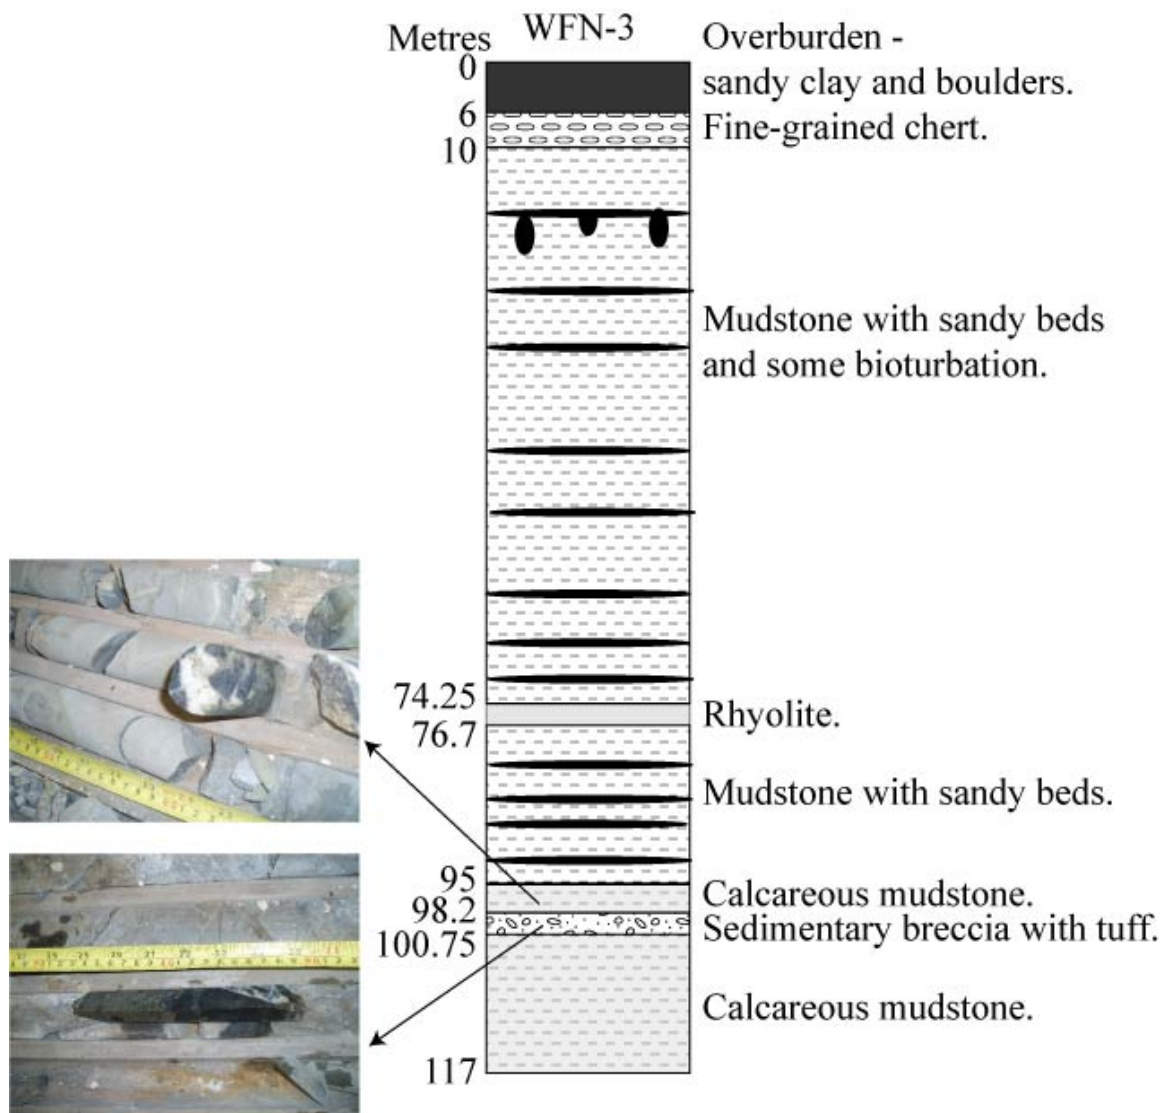 Metres
WFN-3
Overburden -
sandy clay and boulders.
Fine-grained chert.
0
6
10
Mudstone with sandy beds
and some bioturbation.
74.25
76.7
Rhyolite.
Mudstone with sandy beds.
95
98.2
100.75
Calcareous mudstone.
Sedimentary breccia with tuff.
Calcareous mudstone.
117